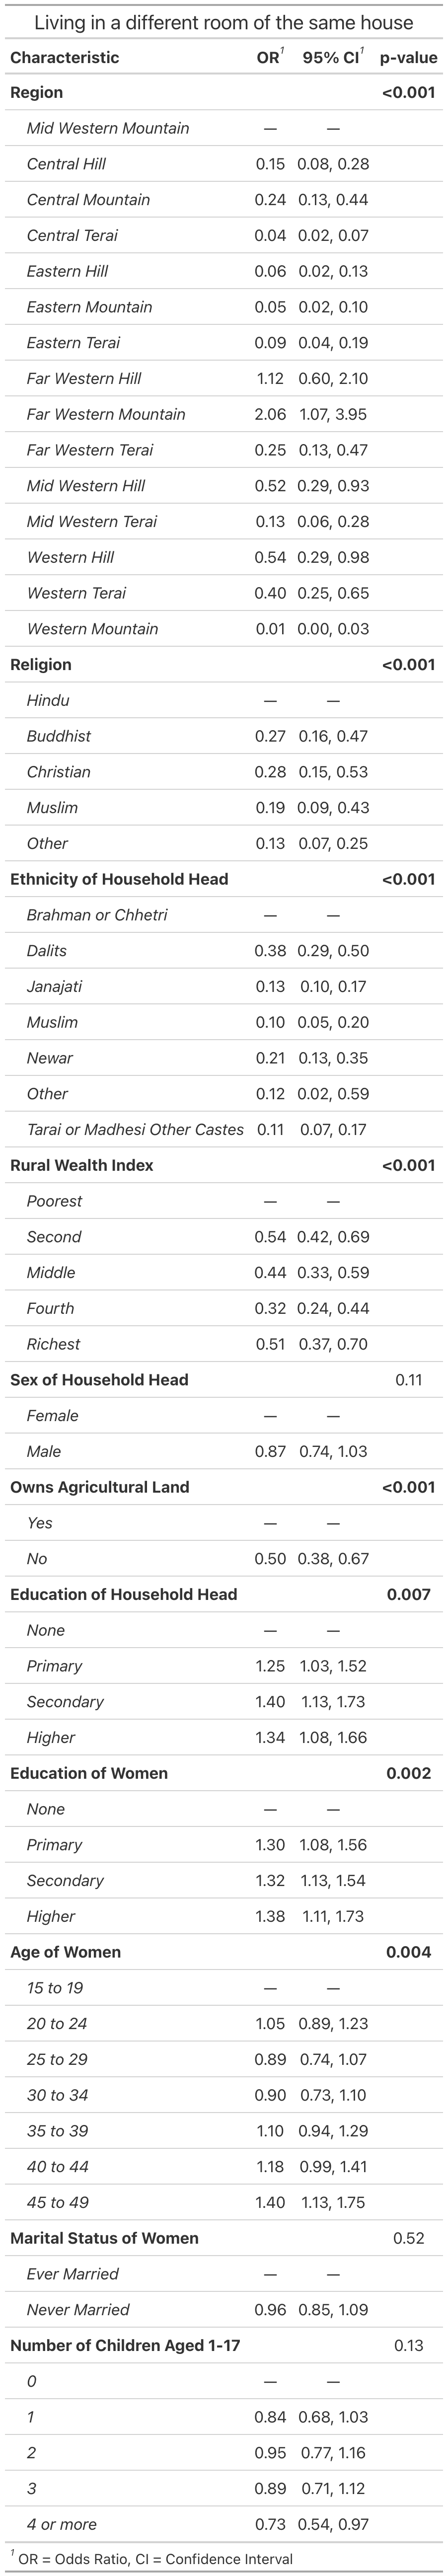 Living in a different room of the same house
Characteristic OR1 95% CI1 p-value
Region <0.001
Mid Western Mountain — —
Central Hill 0.15 0.08, 0.28
Central Mountain 0.24 0.13, 0.44
Central Terai 0.04 0.02, 0.07
Eastern Hill 0.06 0.02, 0.13
Eastern Mountain 0.05 0.02, 0.10
Eastern Terai 0.09 0.04, 0.19
Far Western Hill 1.12 0.60, 2.10
Far Western Mountain 2.06 1.07, 3.95
Far Western Terai 0.25 0.13, 0.47
Mid Western Hill 0.52 0.29, 0.93
Mid Western Terai 0.13 0.06, 0.28
Western Hill 0.54 0.29, 0.98
Western Terai 0.40 0.25, 0.65
Western Mountain 0.01 0.00, 0.03
Religion <0.001
Hindu — —
Buddhist 0.27 0.16, 0.47
Christian 0.28 0.15, 0.53
Muslim 0.19 0.09, 0.43
Other 0.13 0.07, 0.25
Ethnicity of Household Head <0.001
Brahman or Chhetri — —
Dalits 0.38 0.29, 0.50
Janajati 0.13 0.10, 0.17
Muslim 0.10 0.05, 0.20
Newar 0.21 0.13, 0.35
Other 0.12 0.02, 0.59
Tarai or Madhesi Other Castes 0.11 0.07, 0.17
Rural Wealth Index <0.001
Poorest — —
Second 0.54 0.42, 0.69
Middle 0.44 0.33, 0.59
Fourth 0.32 0.24, 0.44
Richest 0.51 0.37, 0.70
Sex of Household Head 0.11
Female — —
Male 0.87 0.74, 1.03
Owns Agricultural Land <0.001
Yes — —
No 0.50 0.38, 0.67
Education of Household Head 0.007
None — —
Primary 1.25 1.03, 1.52
Secondary 1.40 1.13, 1.73
Higher 1.34 1.08, 1.66
Education of Women 0.002
None — —
Primary 1.30 1.08, 1.56
Secondary 1.32 1.13, 1.54
Higher 1.38 1.11, 1.73
Age of Women 0.004
15 to 19 — —
20 to 24 1.05 0.89, 1.23
25 to 29 0.89 0.74, 1.07
30 to 34 0.90 0.73, 1.10
35 to 39 1.10 0.94, 1.29
40 to 44 1.18 0.99, 1.41
45 to 49 1.40 1.13, 1.75
Marital Status of Women 0.52
Ever Married — —
Never Married 0.96 0.85, 1.09
Number of Children Aged 1-17 0.13
0 — —
1 0.84 0.68, 1.03
2 0.95 0.77, 1.16
3 0.89 0.71, 1.12
4 or more 0.73 0.54, 0.97
1 OR = Odds Ratio, CI = Confidence Interval